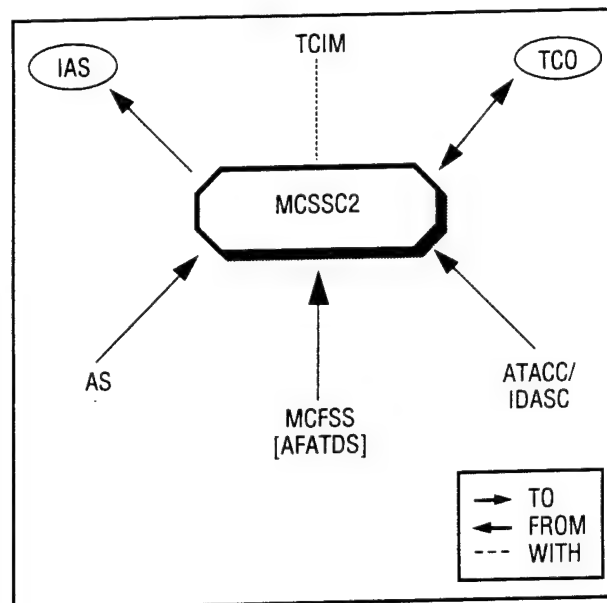 TCIM
IAS
TCO
MCSSC2
AS
ATACC/
IDASC
MCFSS
[AFATDS]
TO
FROM
WITH